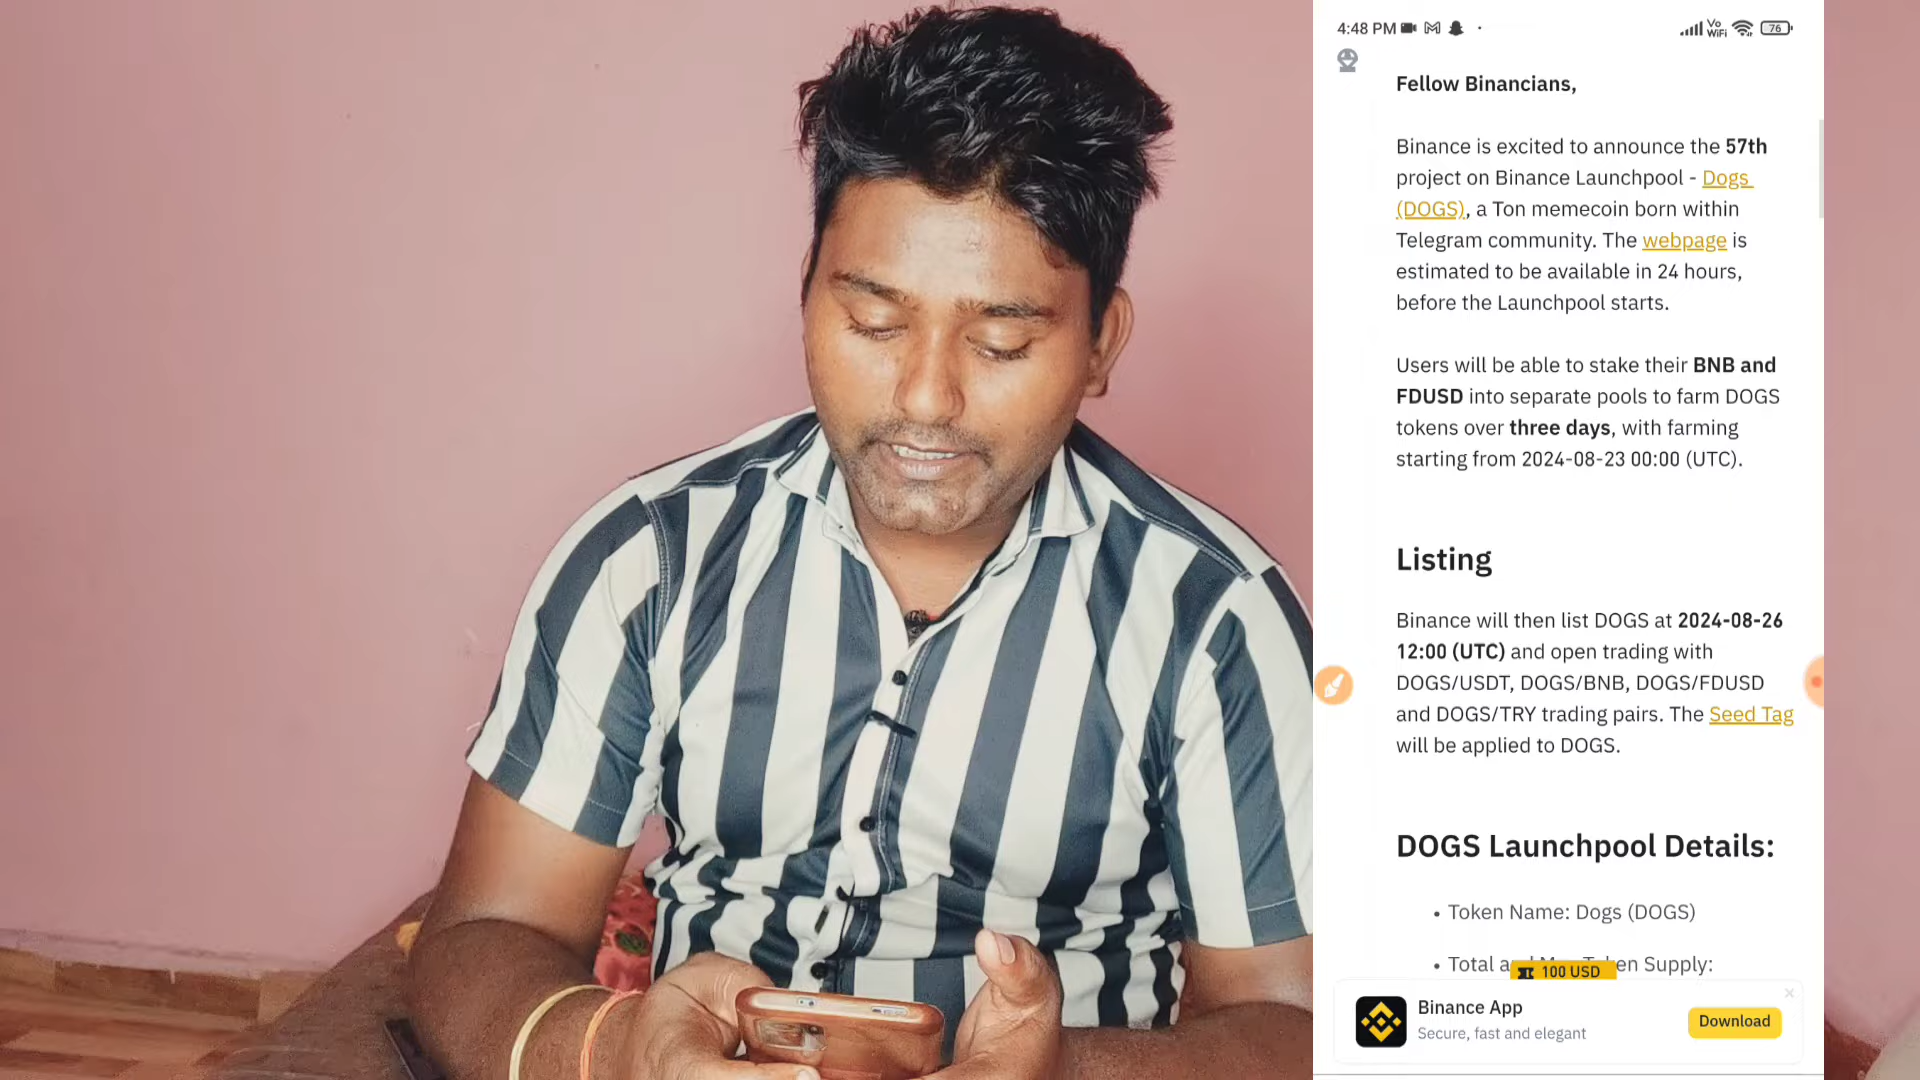 4:48 PM
Vo
WiFi
76
Fellow Binancians,
Binance is excited to announce the 57th
project on Binance Launchpool - Dogs
(DOGS), a Ton memecoin born within
Telegram community. The webpage is
estimated to be available in 24 hours,
before the Launchpool starts.
Users will be able to stake their BNB and
FDUSD into separate pools to farm DOGS
tokens over three days, with farming
starting from 2024-08-23 00:00 (UTC).
Listing
Binance will then list DOGS at 2024-08-26
12:00 (UTC) and open trading with
DOGS/USDT, DOGS/BNB, DOGS/FDUSD
and DOGS/TRY trading pairs. The Seed Tag
will be applied to DOGS.
DOGS Launchpool Details:
• Token Name: Dogs (DOGS)
• Total Supply:
100 USD
Binance App
Secure, fast and elegant
Download